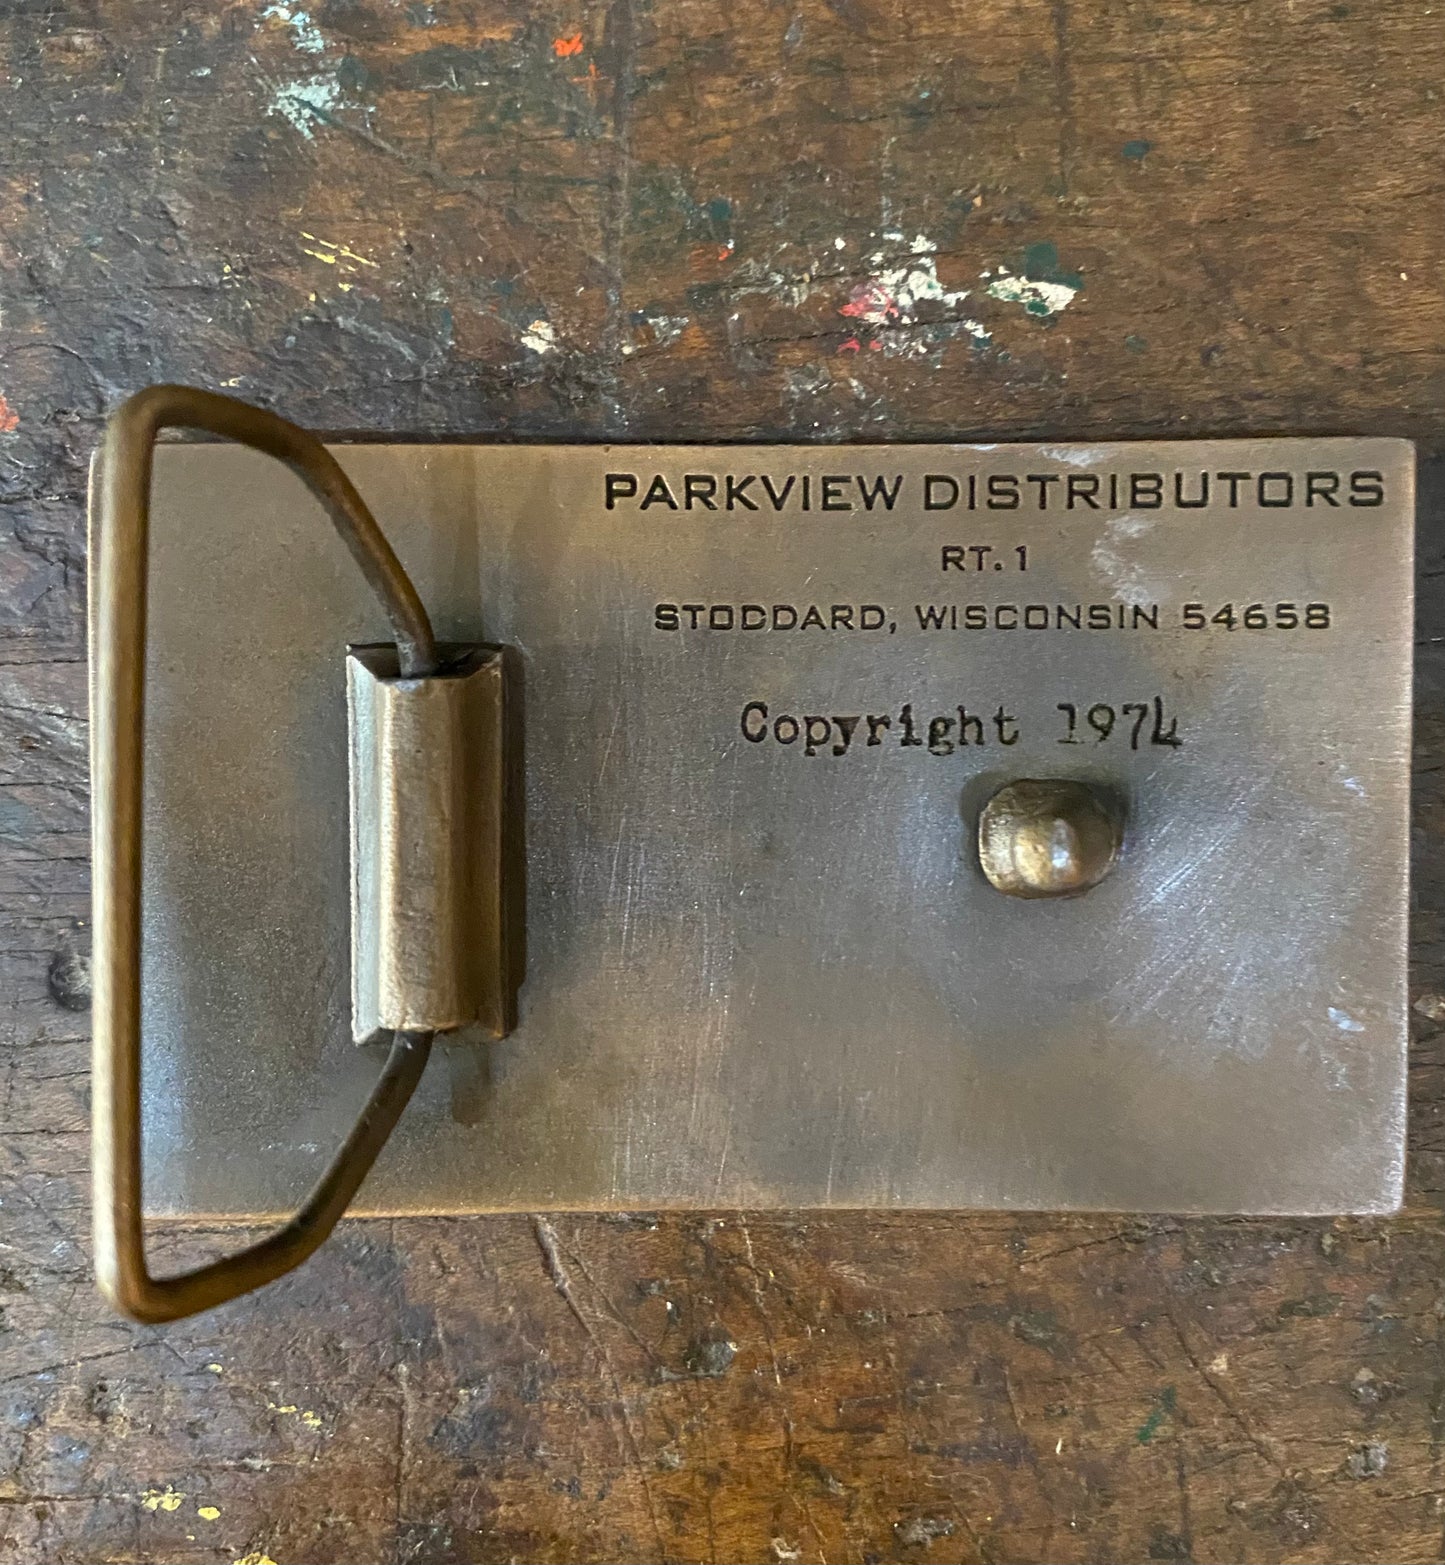 PARKVIEW DISTRIBUTORS
RT. 1
STODDARD, WISCONSIN 54658
Copyright 1974